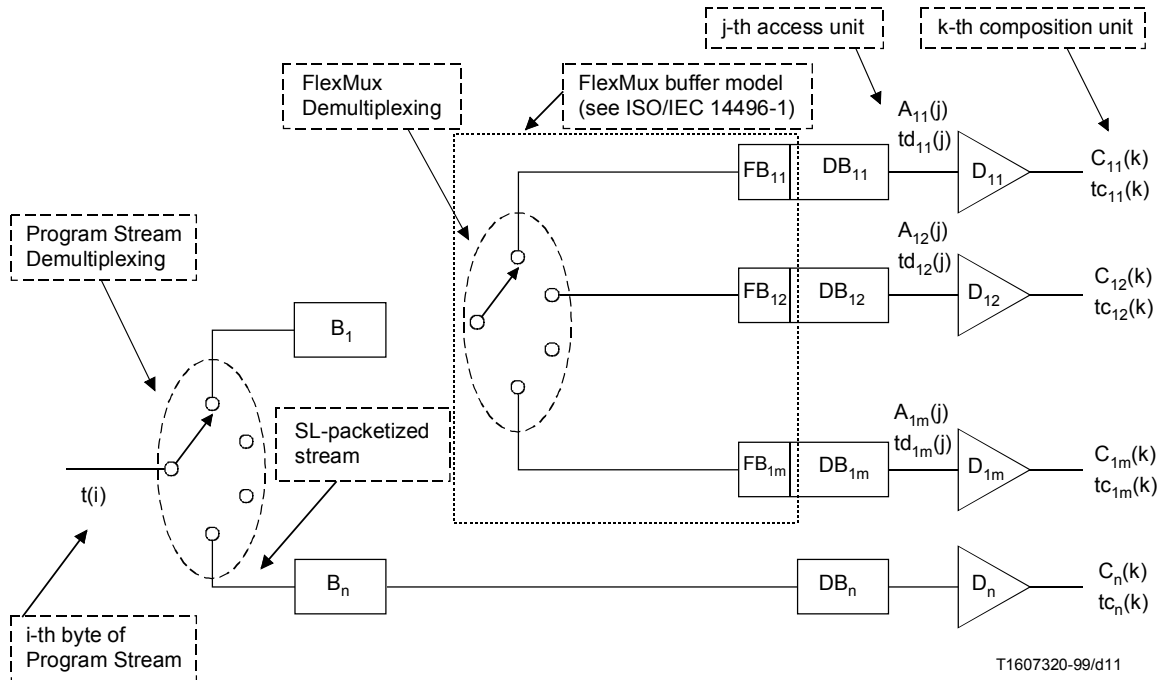 j-th access unit
k-th composition unit
FlexMux
Demultiplexing
FlexMux buffer model
(see ISO/IEC 14496-1)
A11(j)
td11(j)
FB11
DB11
D11
C11(k)
tc11(k)
Program Stream
Demultiplexing
A12(j)
td12(j)
FB12
DB12
D12
C12(k)
tc12(k)
B1
SL-packetized
stream
A1m(j)
td1m(j)
FB1m
DB1m
D1m
C1m(k)
tc1m(k)
t(i)
Bn
DBn
Dn
Cn(k)
tcn(k)
i-th byte of
Program Stream
T1607320-99/d11